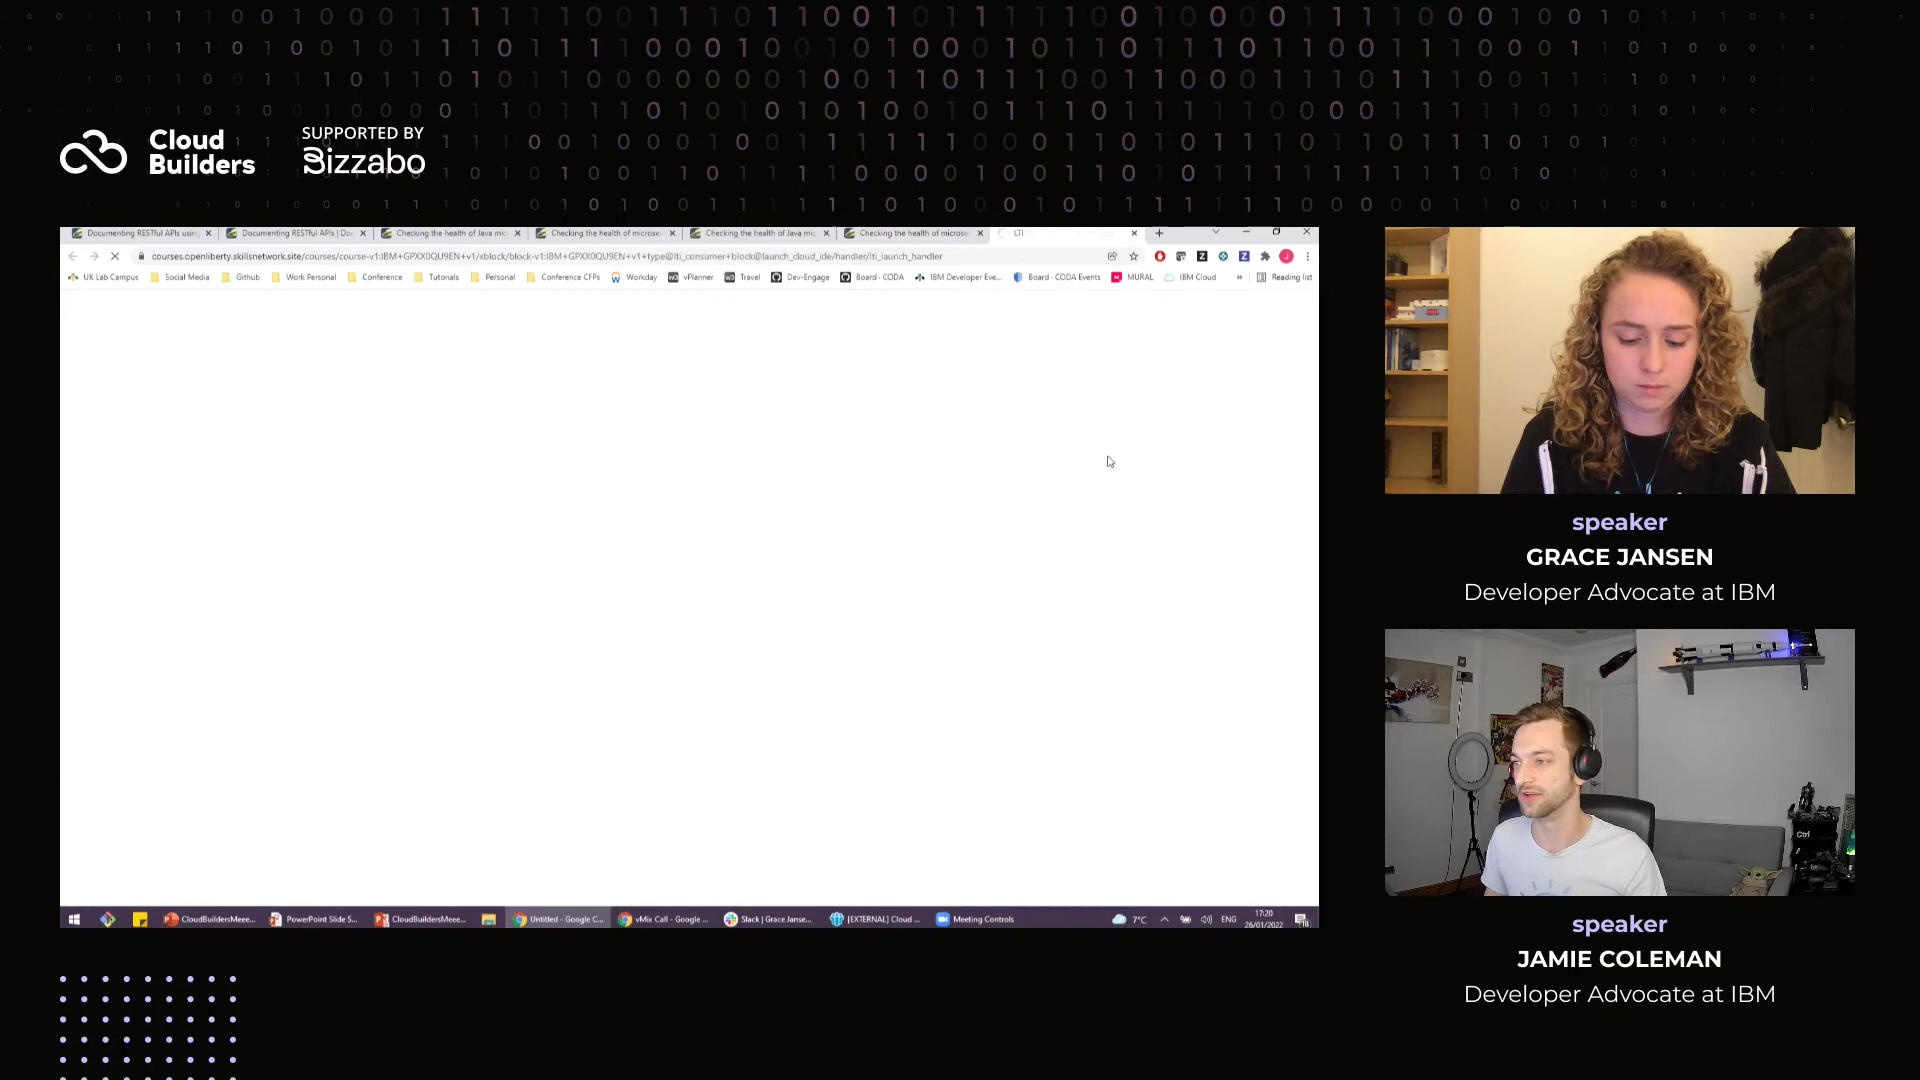 Cloud
Builders
SUPPORTED BY
Bizzabo
Documenting RESTful APIs using
Documenting RESTful APIs | Doc
Checking the health of Java mic
Checking the health of microse
Checking the health of Java mic
Checking the health of microse
LTI
courses.openliberty.skillsnetwork.site/courses/course-v1:IBM+GPXX0QU9EN+v1/xblock/block-v1:IBM+GPXX0QU9EN+v1+type@lti_consumer+block@launch_cloud_ide/handler/lti_launch_handler
UK Lab Campus Social Media Github Work Personal Conference Tutorials Personal Conference CFPs Workday vPlanner Travel Dev-Engage Board - CODA IBM Developer Eve... Board - CODA Events MURAL IBM Cloud » Reading list
CloudBuildersMeee... PowerPoint Slide S... CloudBuildersMeee... Untitled - Google C... vMix Call - Google ... Slack | Grace Janse... [EXTERNAL] Cloud ... Meeting Controls 7°C ENG 17:20
26/01/2022
speaker
GRACE JANSEN
Developer Advocate at IBM
Ctrl
speaker
JAMIE COLEMAN
Developer Advocate at IBM